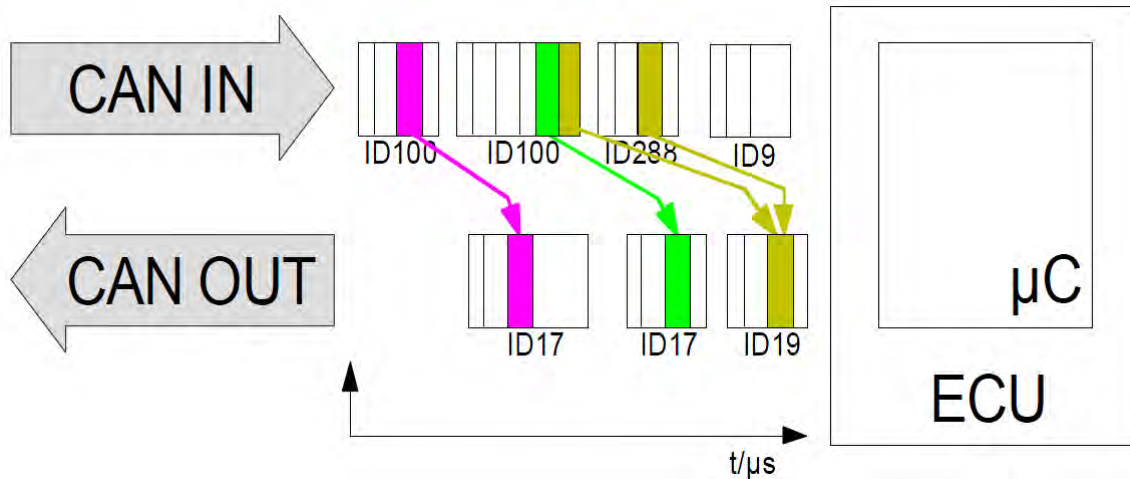 CAN IN
ID100
ID100
ID288
ID9
CAN OUT
ID17
ID17
ID19
µC
ECU
t/µs